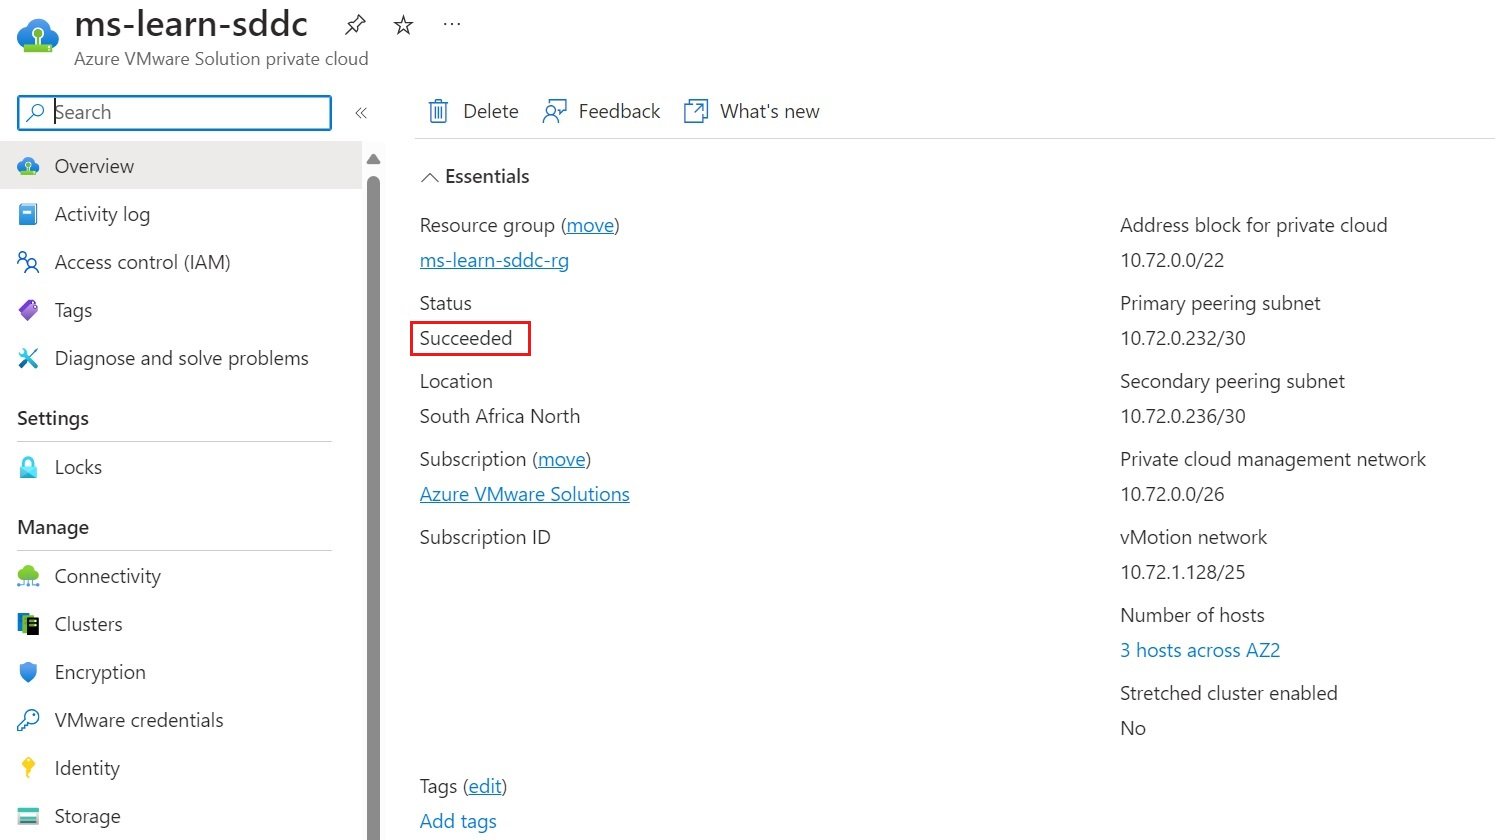 ms-learn-sddc
Azure VMware Solution private cloud
Search
Overview
Activity log
Access control (IAM)
Tags
Diagnose and solve problems
Settings
Locks
Manage
Connectivity
Clusters
Encryption
VMware credentials
Identity
Storage
Delete Feedback What's new
Essentials
Resource group (move)
ms-learn-sddc-rg
Status
Succeeded
Location
South Africa North
Subscription (move)
Azure VMware Solutions
Subscription ID
Address block for private cloud
10.72.0.0/22
Primary peering subnet
10.72.0.232/30
Secondary peering subnet
10.72.0.236/30
Private cloud management network
10.72.0.0/26
vMotion network
10.72.1.128/25
Number of hosts
3 hosts across AZ2
Stretched cluster enabled
No
Tags (edit)
Add tags